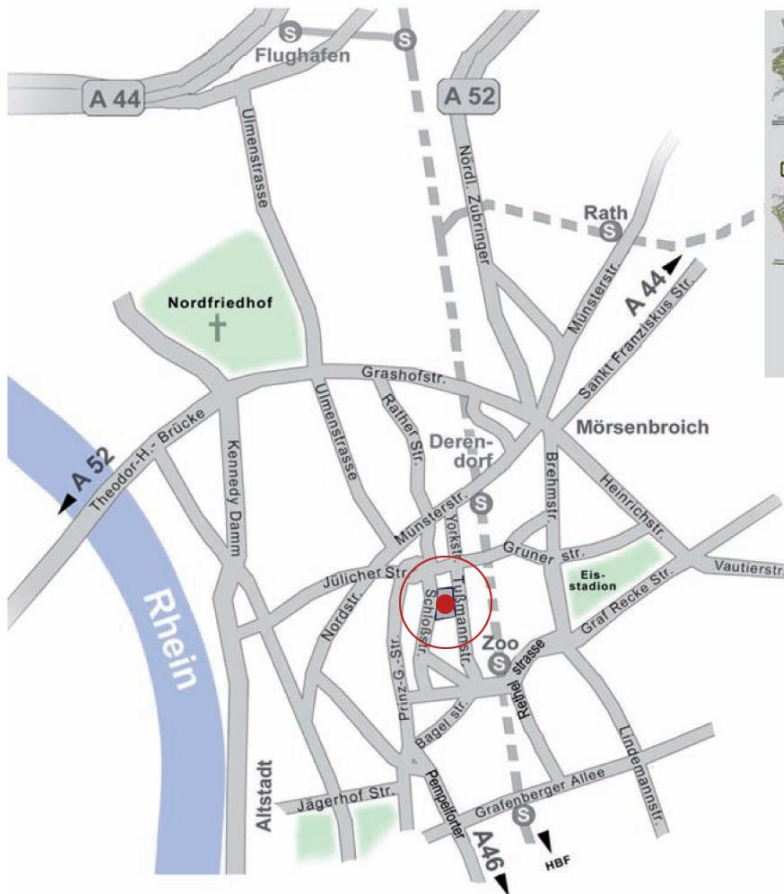 S
S
Flughafen
A 44
A 52
Ulmenstrasse
Nördl. Zubringer
Rath
S
Münsterstr.
A 44
Sankt Franziskus Str.
Nordfriedhof
Grashofstr.
Ulmenstrasse
Rather Str.
Mörsenbroich
Deren-
dorf
S
Theodor-H.- Brücke
A 52
Kennedy Damm
Münsterstr.
Yorkstr.
Brehmstr.
Heinrichstr.
Gruner str.
Vautierstr.
Jülicher Str.
Eis-
stadion
Graf Recke Str.
Rhein
Nordstr.
Schloßstr.
Tußmannstr.
Zoo
S
Prinz-G.-Str.
Rethel strasse
Bagel str.
Lindemannstr.
Altstadt
Jägerhof Str.
Pempelforter
Grafenberger Allee
S
A46
HBF